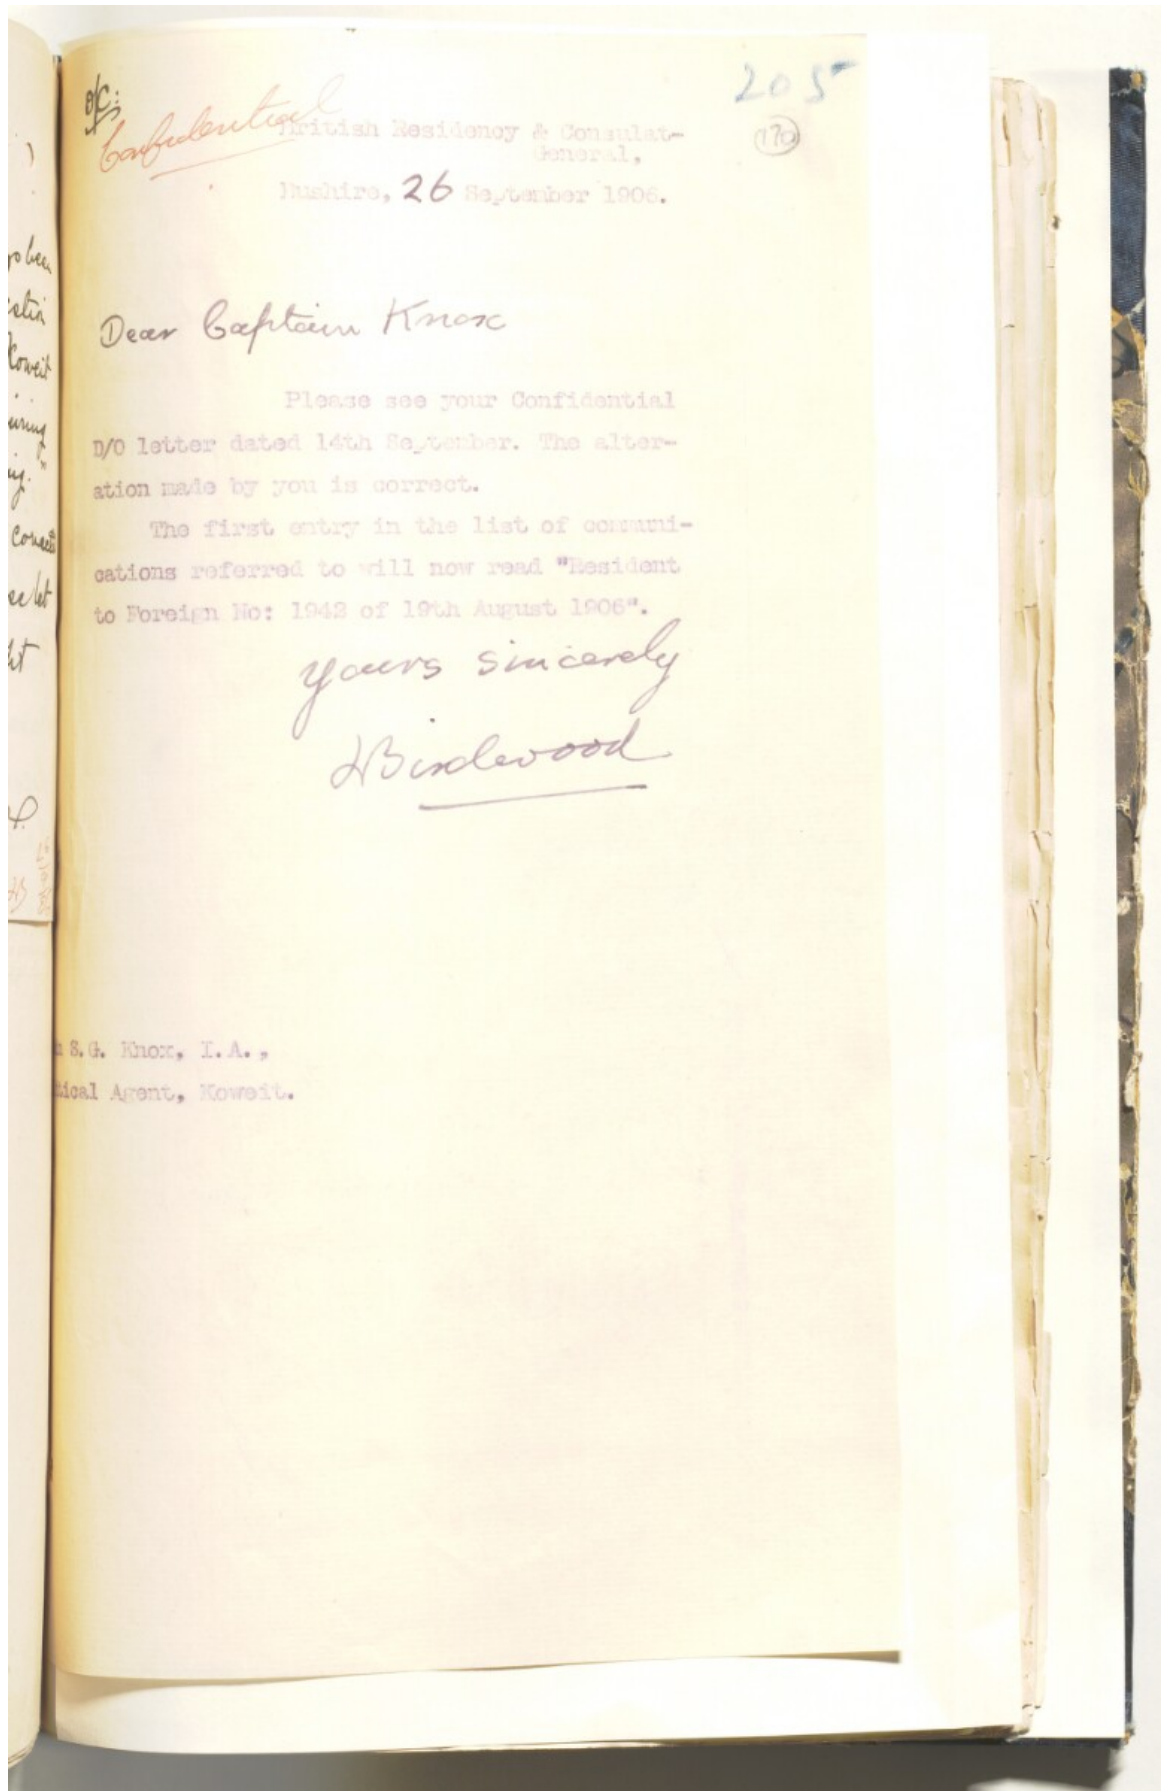 205
170
Confidential
British Residency & Consulat-
General,
Bushire, 26 September 1906.
Dear Captain Knox
Please see your Confidential
D/O letter dated 14th September. The alter-
ation made by you is correct.
The first entry in the list of communi-
cations referred to will now read "Resident
to Foreign No: 1942 of 19th August 1906".
Yours sincerely
Birdwood
S.G. Knox, I.A.,
tical Agent, Koweit.
Koweit